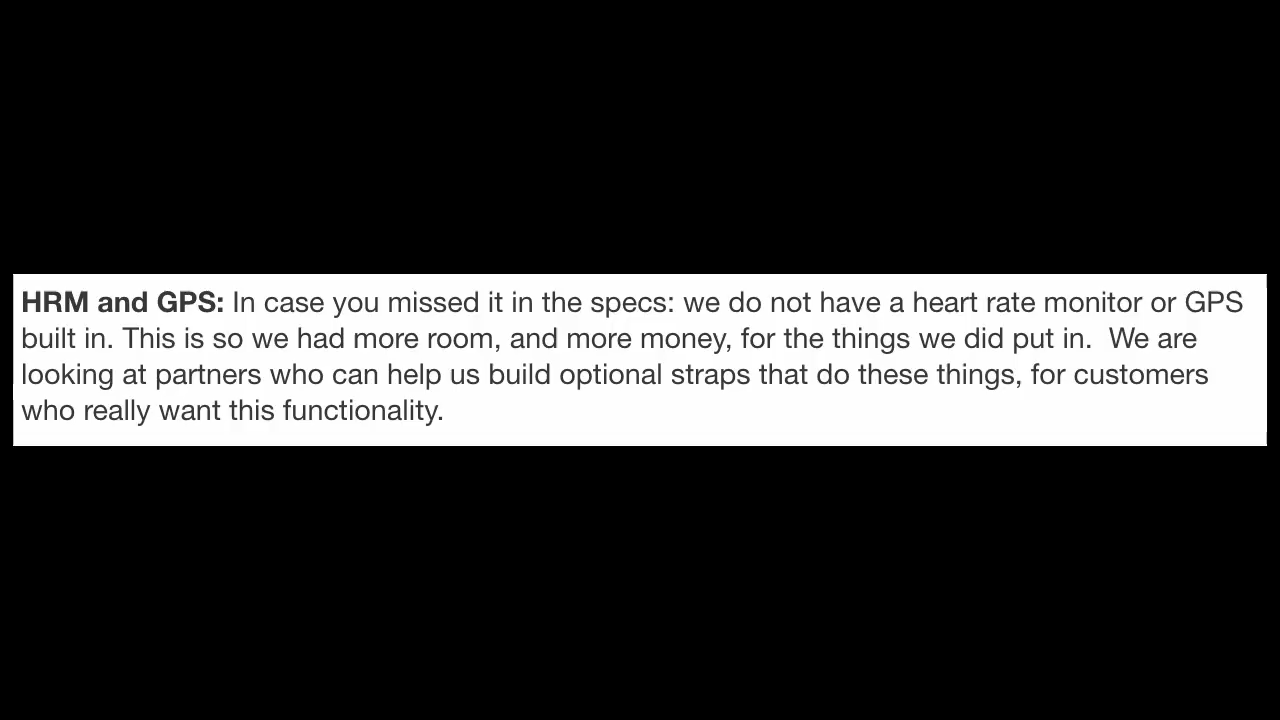 HRM and GPS: In case you missed it in the specs: we do not have a heart rate monitor or GPS
built in. This is so we had more room, and more money, for the things we did put in.  We are
looking at partners who can help us build optional straps that do these things, for customers
who really want this functionality.